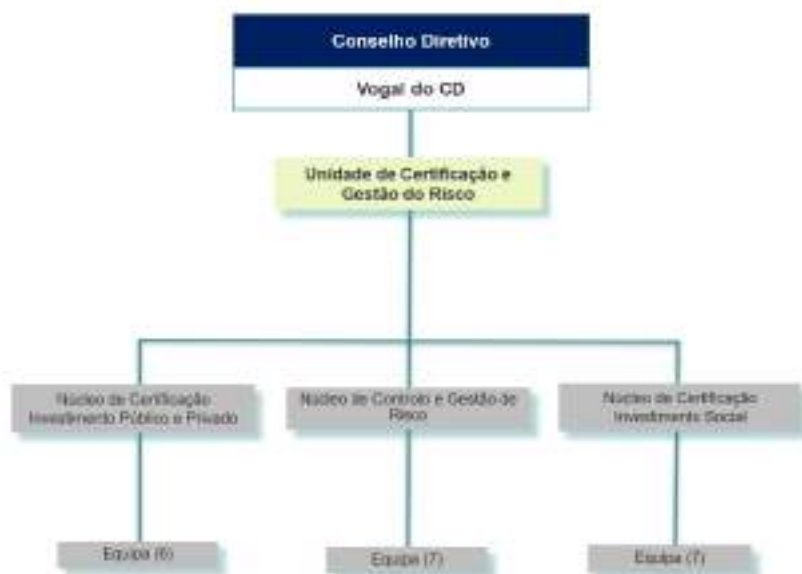 Conselho Diretivo
Vogal do CD
Unidade de Certificação e
Gestão do Risco
Núcleo de Certificação
Investimento Público e Privado
Núcleo de Controlo e Gestão de
Risco
Núcleo de Certificação
Investimento Social
Equipa (6)
Equipa (7)
Equipa (7)